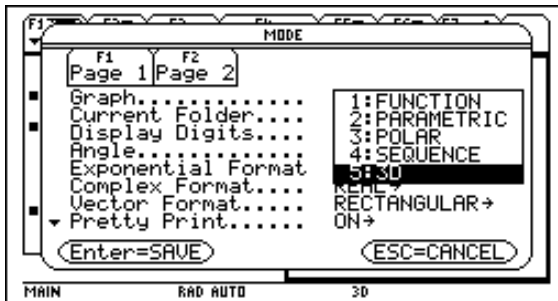 MODE
F1 F2
Page 1 Page 2
Graph.............
Current Folder....
Display Digits....
Angle.............
Exponential Format
Complex Format.... REAL→
Vector Format..... RECTANGULAR→
Pretty Print...... ON→
1:FUNCTION
2:PARAMETRIC
3:POLAR
4:SEQUENCE
5:3D
Enter=SAVE ESC=CANCEL
MAIN RAD AUTO 3D